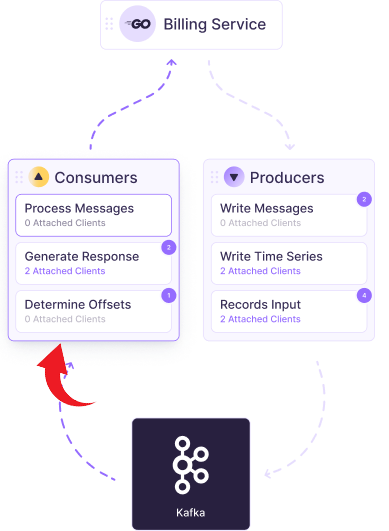 GO Billing Service
Consumers
Process Messages
0 Attached Clients
2
Generate Response
2 Attached Clients
1
Determine Offsets
0 Attached Clients
Producers
2
Write Messages
0 Attached Clients
Write Time Series
2 Attached Clients
4
Records Input
2 Attached Clients
Kafka